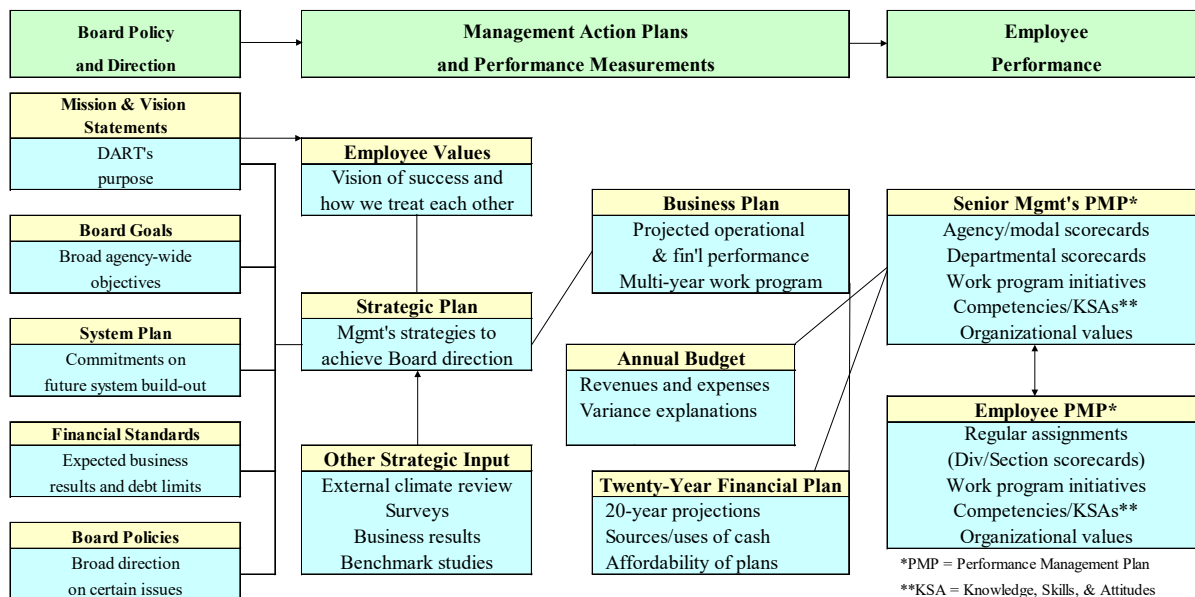 Board Policy
and Direction
Management Action Plans
and Performance Measurements
Employee
Performance
Mission & Vision
Statements
DART's
purpose
Board Goals
Broad agency-wide
objectives
System Plan
Commitments on
future system build-out
Financial Standards
Expected business
results and debt limits
Board Policies
Broad direction
on certain issues
Employee Values
Vision of success and
how we treat each other
Strategic Plan
Mgmt's strategies to
achieve Board direction
Other Strategic Input
External climate review
Surveys
Business results
Benchmark studies
Business Plan
Projected operational
& fin'l performance
Multi-year work program
Annual Budget
Revenues and expenses
Variance explanations
Twenty-Year Financial Plan
20-year projections
Sources/uses of cash
Affordability of plans
Senior Mgmt's PMP*
Agency/modal scorecards
Departmental scorecards
Work program initiatives
Competencies/KSAs**
Organizational values
Employee PMP*
Regular assignments
(Div/Section scorecards)
Work program initiatives
Competencies/KSAs**
Organizational values
*PMP = Performance Management Plan
**KSA = Knowledge, Skills, & Attitudes